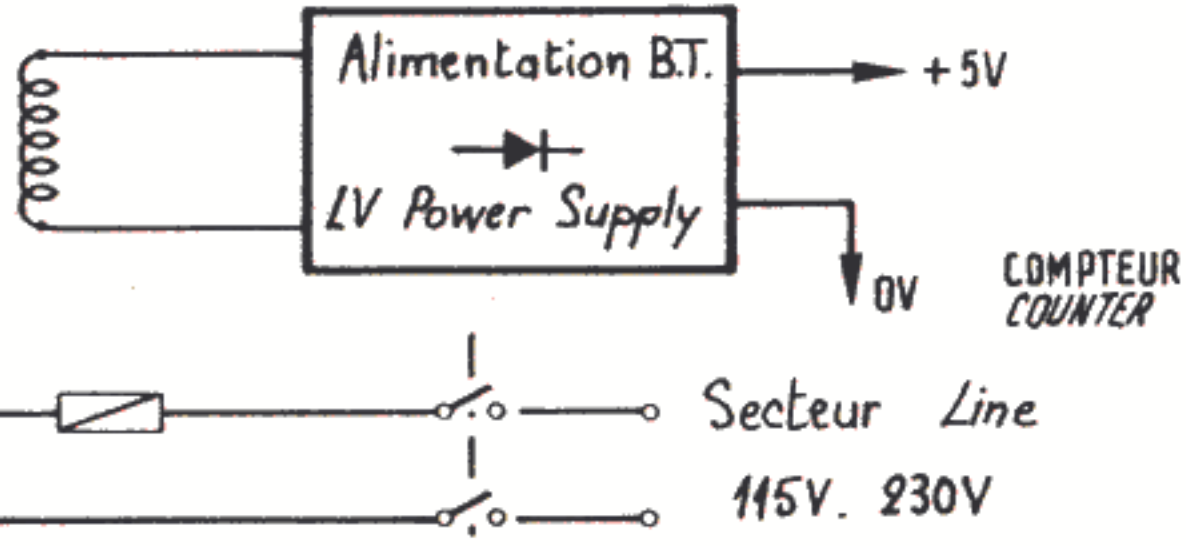 Alimentation B.T.
LV Power Supply
+5V
0V
COMPTEUR
COUNTER
Secteur Line
115V. 230V